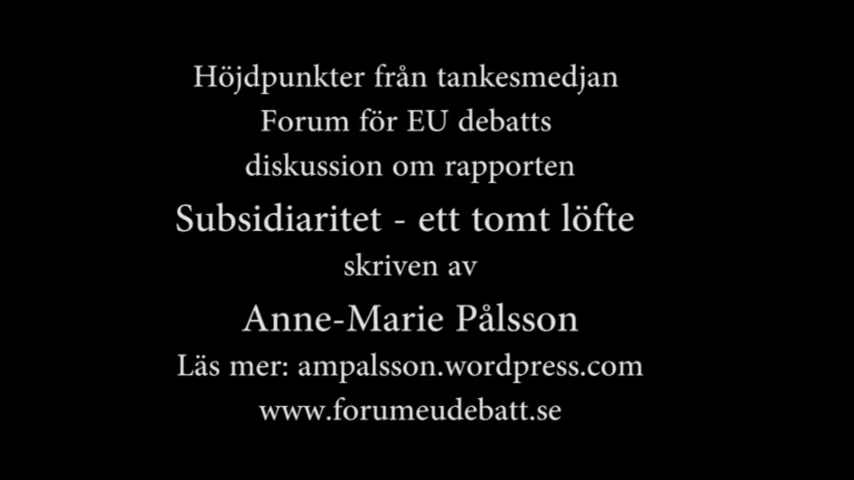 Höjdpunkter från tankesmedjan
Forum för EU debatts
diskussion om rapporten
Subsidiaritet - ett tomt löfte
skriven av
Anne-Marie Pålsson
Läs mer: ampalsson.wordpress.com
www.forumeudebatt.se